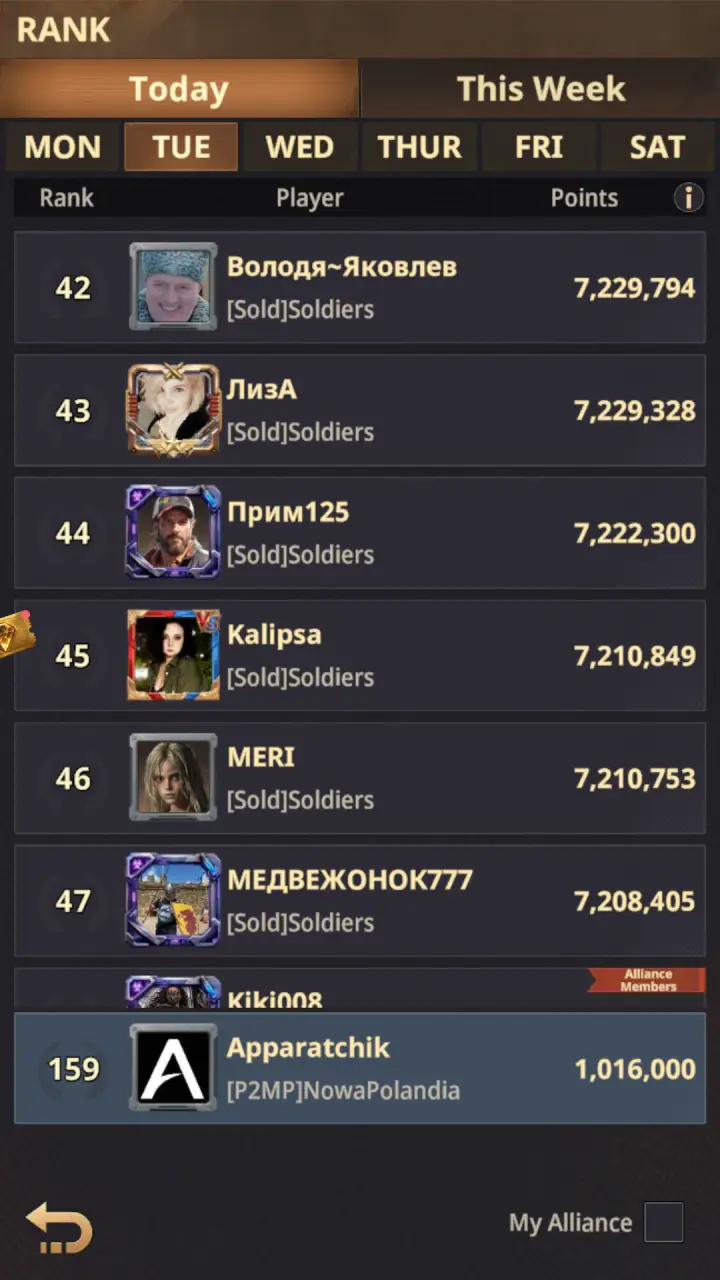 RANK
Today
This Week
MON
TUE
WED
THUR
FRI
SAT
Rank
Player
Points
42
Володя~Яковлев
[Sold]Soldiers
7,229,794
43
ЛизА
[Sold]Soldiers
7,229,328
44
Прим125
[Sold]Soldiers
7,222,300
45
VS
Kalipsa
[Sold]Soldiers
7,210,849
46
MERI
[Sold]Soldiers
7,210,753
47
МЕДВЕЖОНОК777
[Sold]Soldiers
7,208,405
Kiki008
Alliance
Members
159
Apparatchik
[P2MP]NowaPolandia
1,016,000
My Alliance